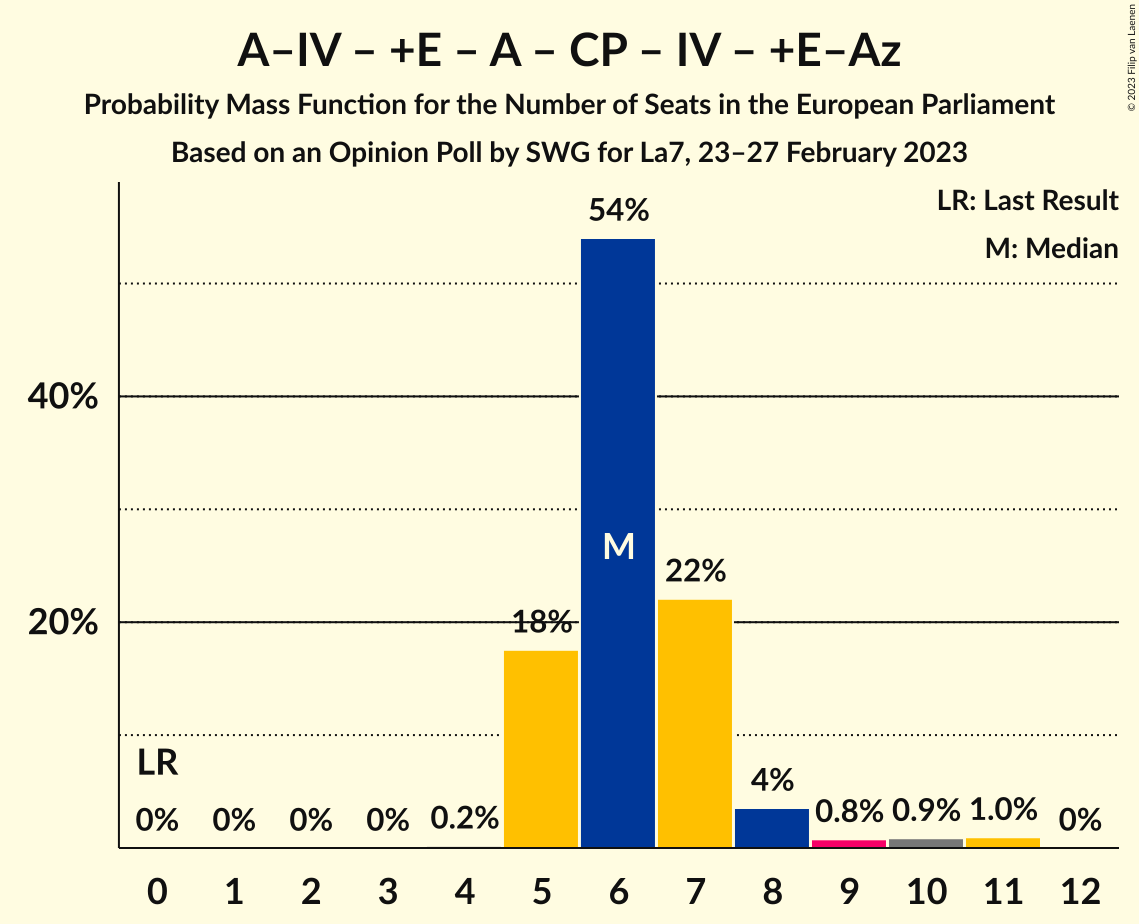 A–IV – +E – A – CP – IV – +E–Az
Probability Mass Function for the Number of Seats in the European Parliament
Based on an Opinion Poll by SWG for La7, 23–27 February 2023
© 2023 Filip van Laenen
LR: Last Result
M: Median
54%
40%
M
22%
20%
18%
LR
4%
0% 0% 0% 0% 0.2% 0.8% 0.9% 1.0% 0%
0 1 2 3 4 5 6 7 8 9 10 11 12